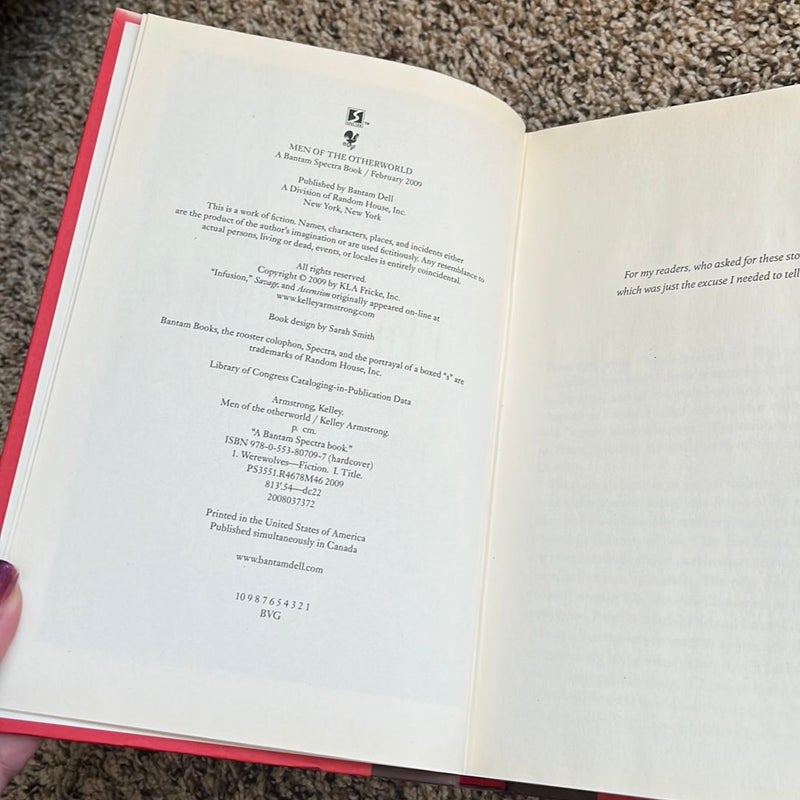 MEN OF THE OTHERWORLD
A Bantam Spectra Book / February 2009
Published by Bantam Dell
A Division of Random House, Inc.
New York, New York
This is a work of fiction. Names, characters, places, and incidents either
are the product of the author's imagination or are used fictitiously. Any resemblance to
actual persons, living or dead, events, or locales is entirely coincidental.
All rights reserved.
Copyright © 2009 by KLA Fricke, Inc.
"Infusion," Savage, and Ascension originally appeared on-line at
www.kelleyarmstrong.com
Book design by Sarah Smith
Bantam Books, the rooster colophon, Spectra, and the portrayal of a boxed "s" are
trademarks of Random House, Inc.
Library of Congress Cataloging-in-Publication Data
Armstrong, Kelley.
Men of the otherworld / Kelley Armstrong.
p. cm.
"A Bantam Spectra book."
ISBN 978-0-553-80709-7 (hardcover)
1. Werewolves—Fiction. I. Title.
PS3551.R4678M46 2009
813'.54—dc22
2008037372
Printed in the United States of America
Published simultaneously in Canada
www.bantamdell.com
10 9 8 7 6 5 4 3 2 1
BVG
For my readers, who asked for these sto
which was just the excuse I needed to tell